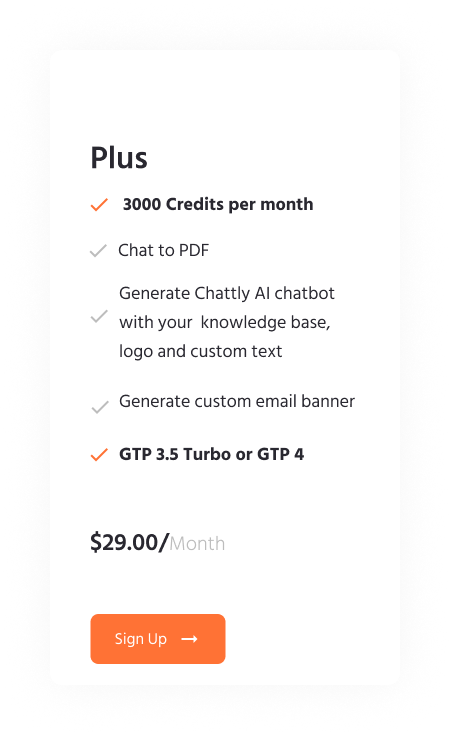 Plus
3000 Credits per month
Chat to PDF
Generate Chattly AI chatbot
with your knowledge base,
logo and custom text
Generate custom email banner
GTP 3.5 Turbo or GTP 4
$29.00/Month
Sign Up →